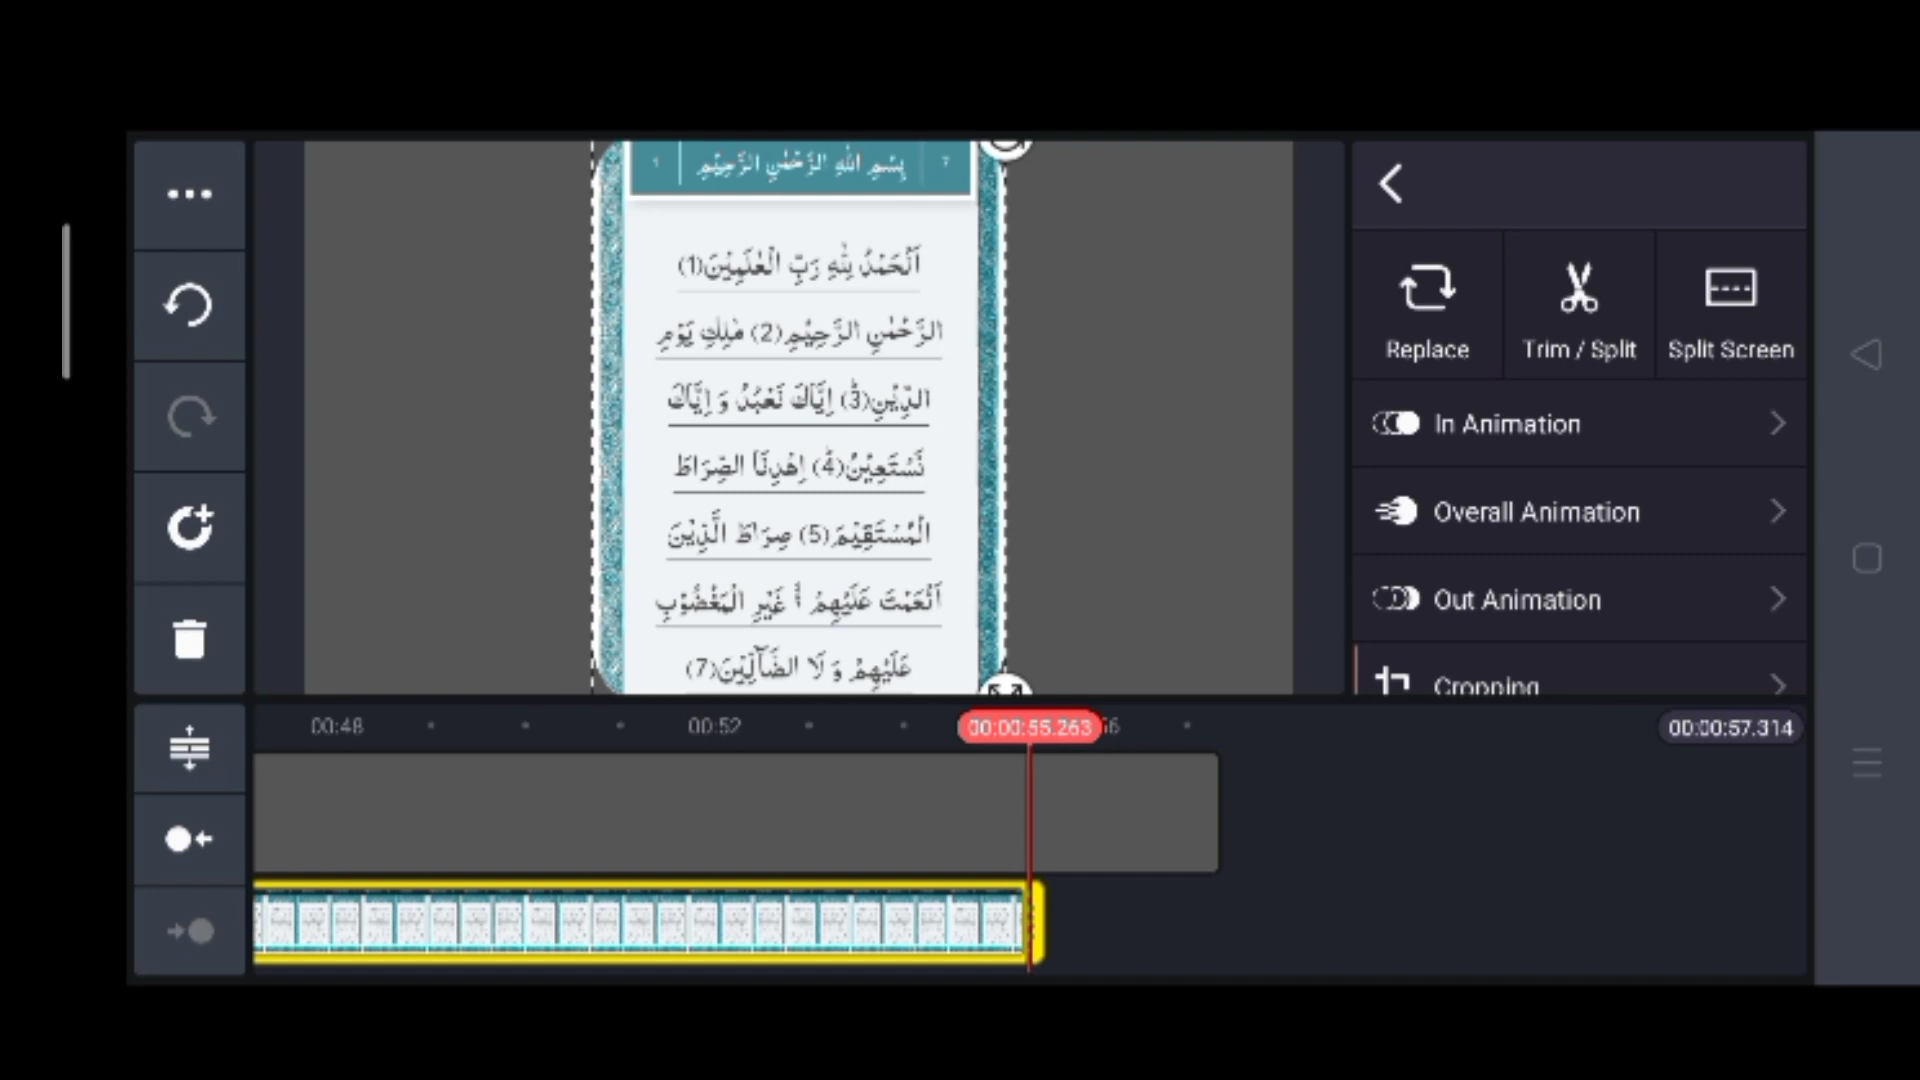 بِسْمِ اللّٰهِ الرَّحْمٰنِ الرَّحِيْمِ
اَلْحَمْدُ لِلّٰهِ رَبِّ الْعٰلَمِيْنَ(1)
الرَّحْمٰنِ الرَّحِيْمِ(2) مٰلِكِ يَوْمِ
الدِّيْنِ(3) اِيَّاكَ نَعْبُدُ وَ اِيَّاكَ
نَسْتَعِيْنُ(4) اِهْدِنَا الصِّرَاطَ
الْمُسْتَقِيْمَ(5) صِرَاطَ الَّذِيْنَ
اَنْعَمْتَ عَلَيْهِمْ غَيْرِ الْمَغْضُوْبِ
عَلَيْهِمْ وَ لَا الضَّآلِّيْنَ(7)
Replace
Trim / Split
Split Screen
In Animation
Overall Animation
Out Animation
Cropping
00:48
00:52
00:00:55.263
00:00:57.314